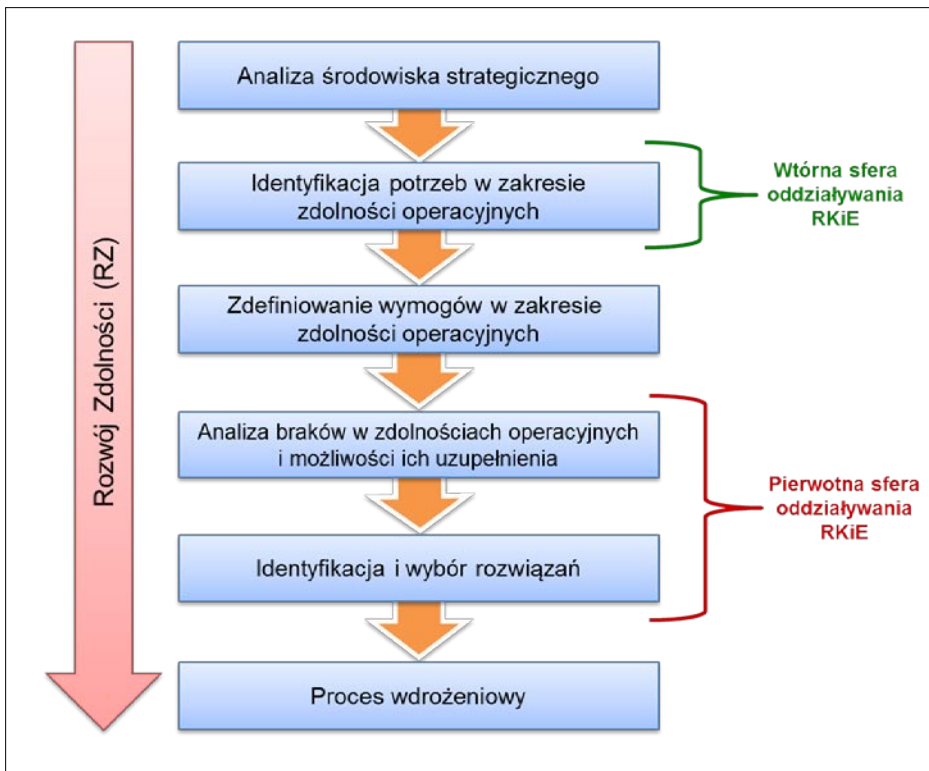 Rozwój Zdolności (RZ)
Analiza środowiska strategicznego
Identyfikacja potrzeb w zakresie
zdolności operacyjnych
Wtórna sfera
oddziaływania
RKiE
Zdefiniowanie wymogów w zakresie
zdolności operacyjnych
Analiza braków w zdolnościach operacyjnych
i możliwości ich uzupełnienia
Pierwotna sfera
oddziaływania
RKiE
Identyfikacja i wybór rozwiązań
Proces wdrożeniowy